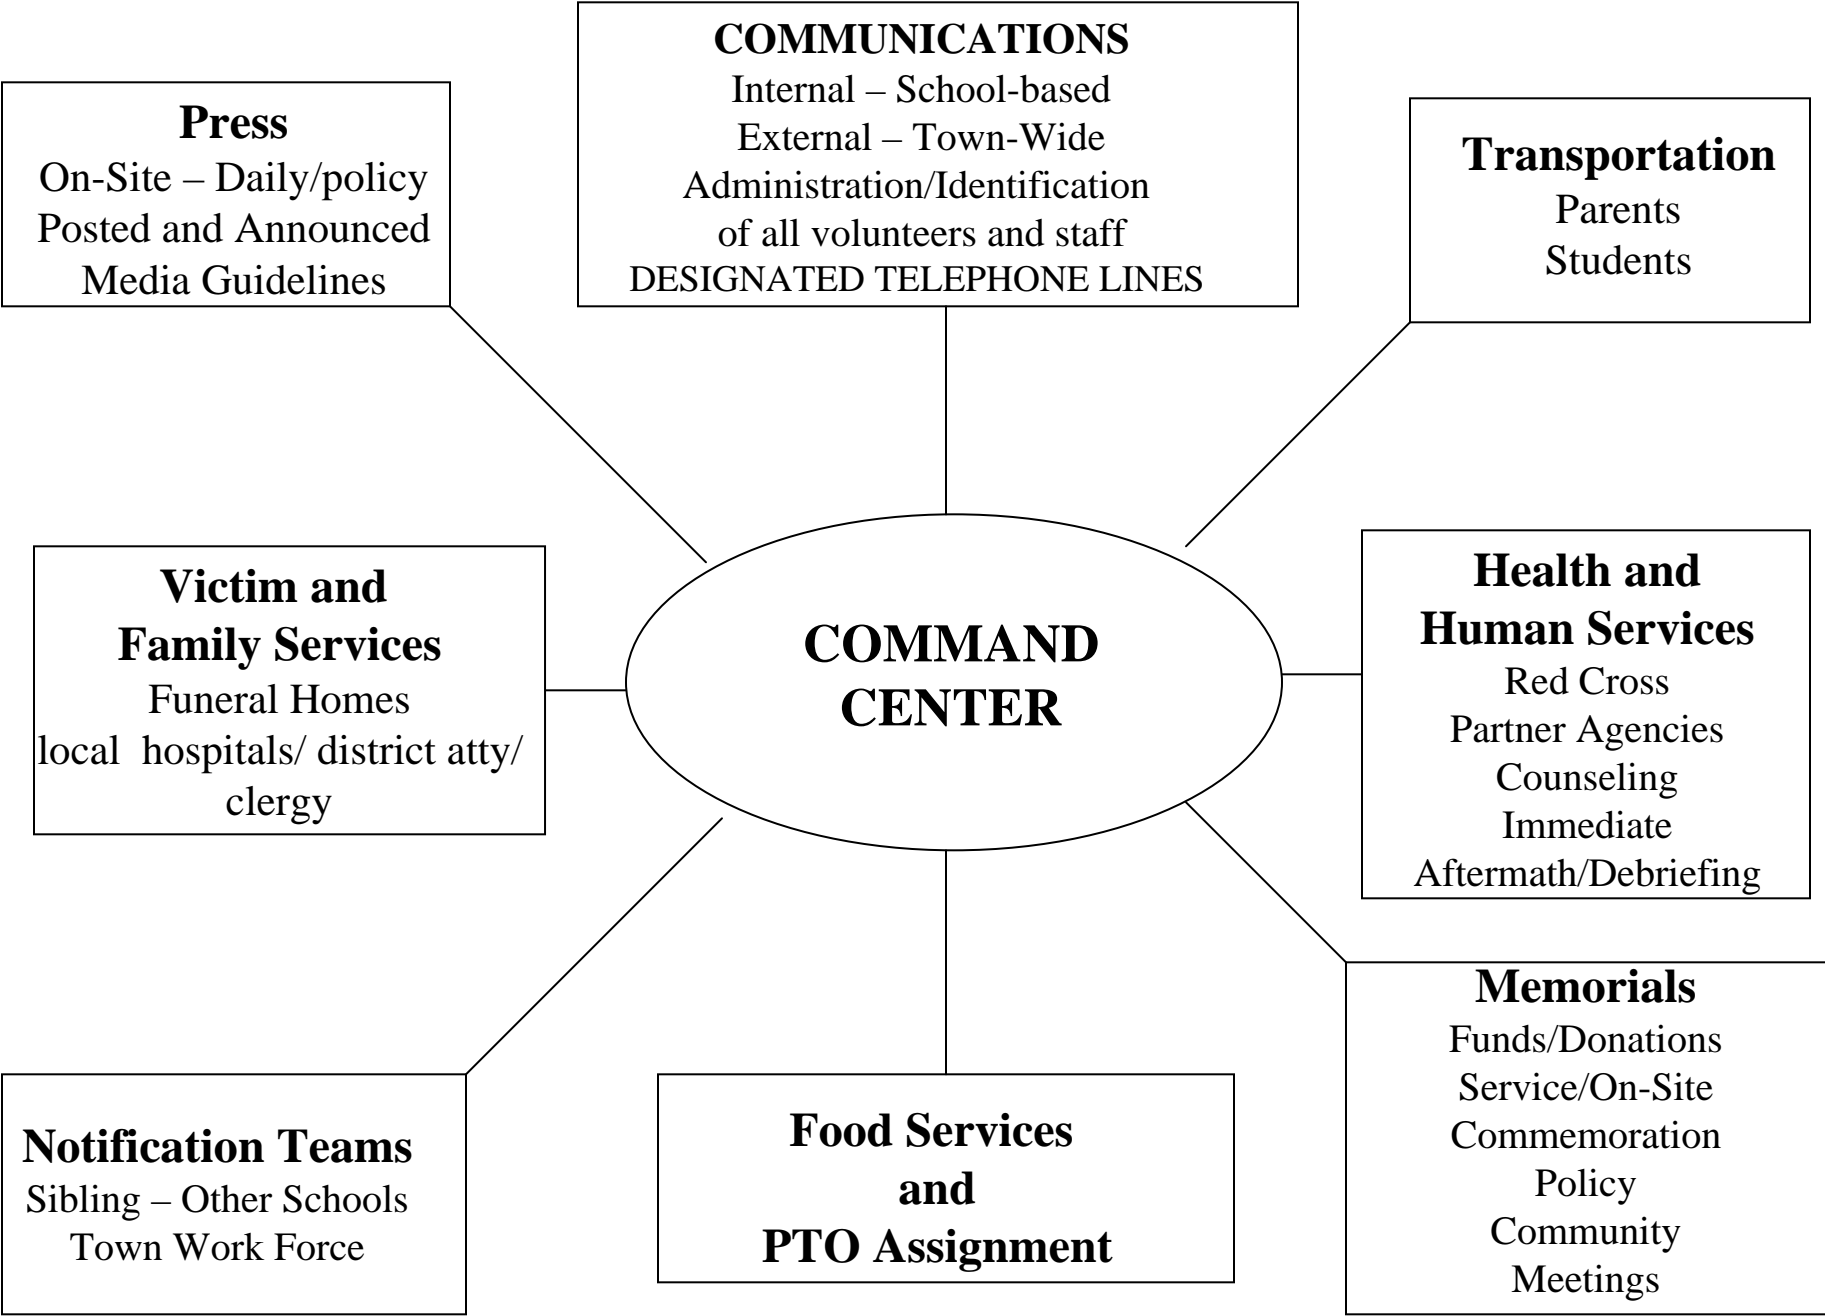 COMMUNICATIONS
Internal – School-based
External – Town-Wide
Administration/Identification
of all volunteers and staff
DESIGNATED TELEPHONE LINES
Press
On-Site – Daily/policy
Posted and Announced
Media Guidelines
Transportation
Parents
Students
Victim and
Family Services
Funeral Homes
local  hospitals/ district atty/
clergy
COMMAND
CENTER
Health and
Human Services
Red Cross
Partner Agencies
Counseling
Immediate
Aftermath/Debriefing
Notification Teams
Sibling – Other Schools
Town Work Force
Food Services
and
PTO Assignment
Memorials
Funds/Donations
Service/On-Site
Commemoration
Policy
Community
Meetings